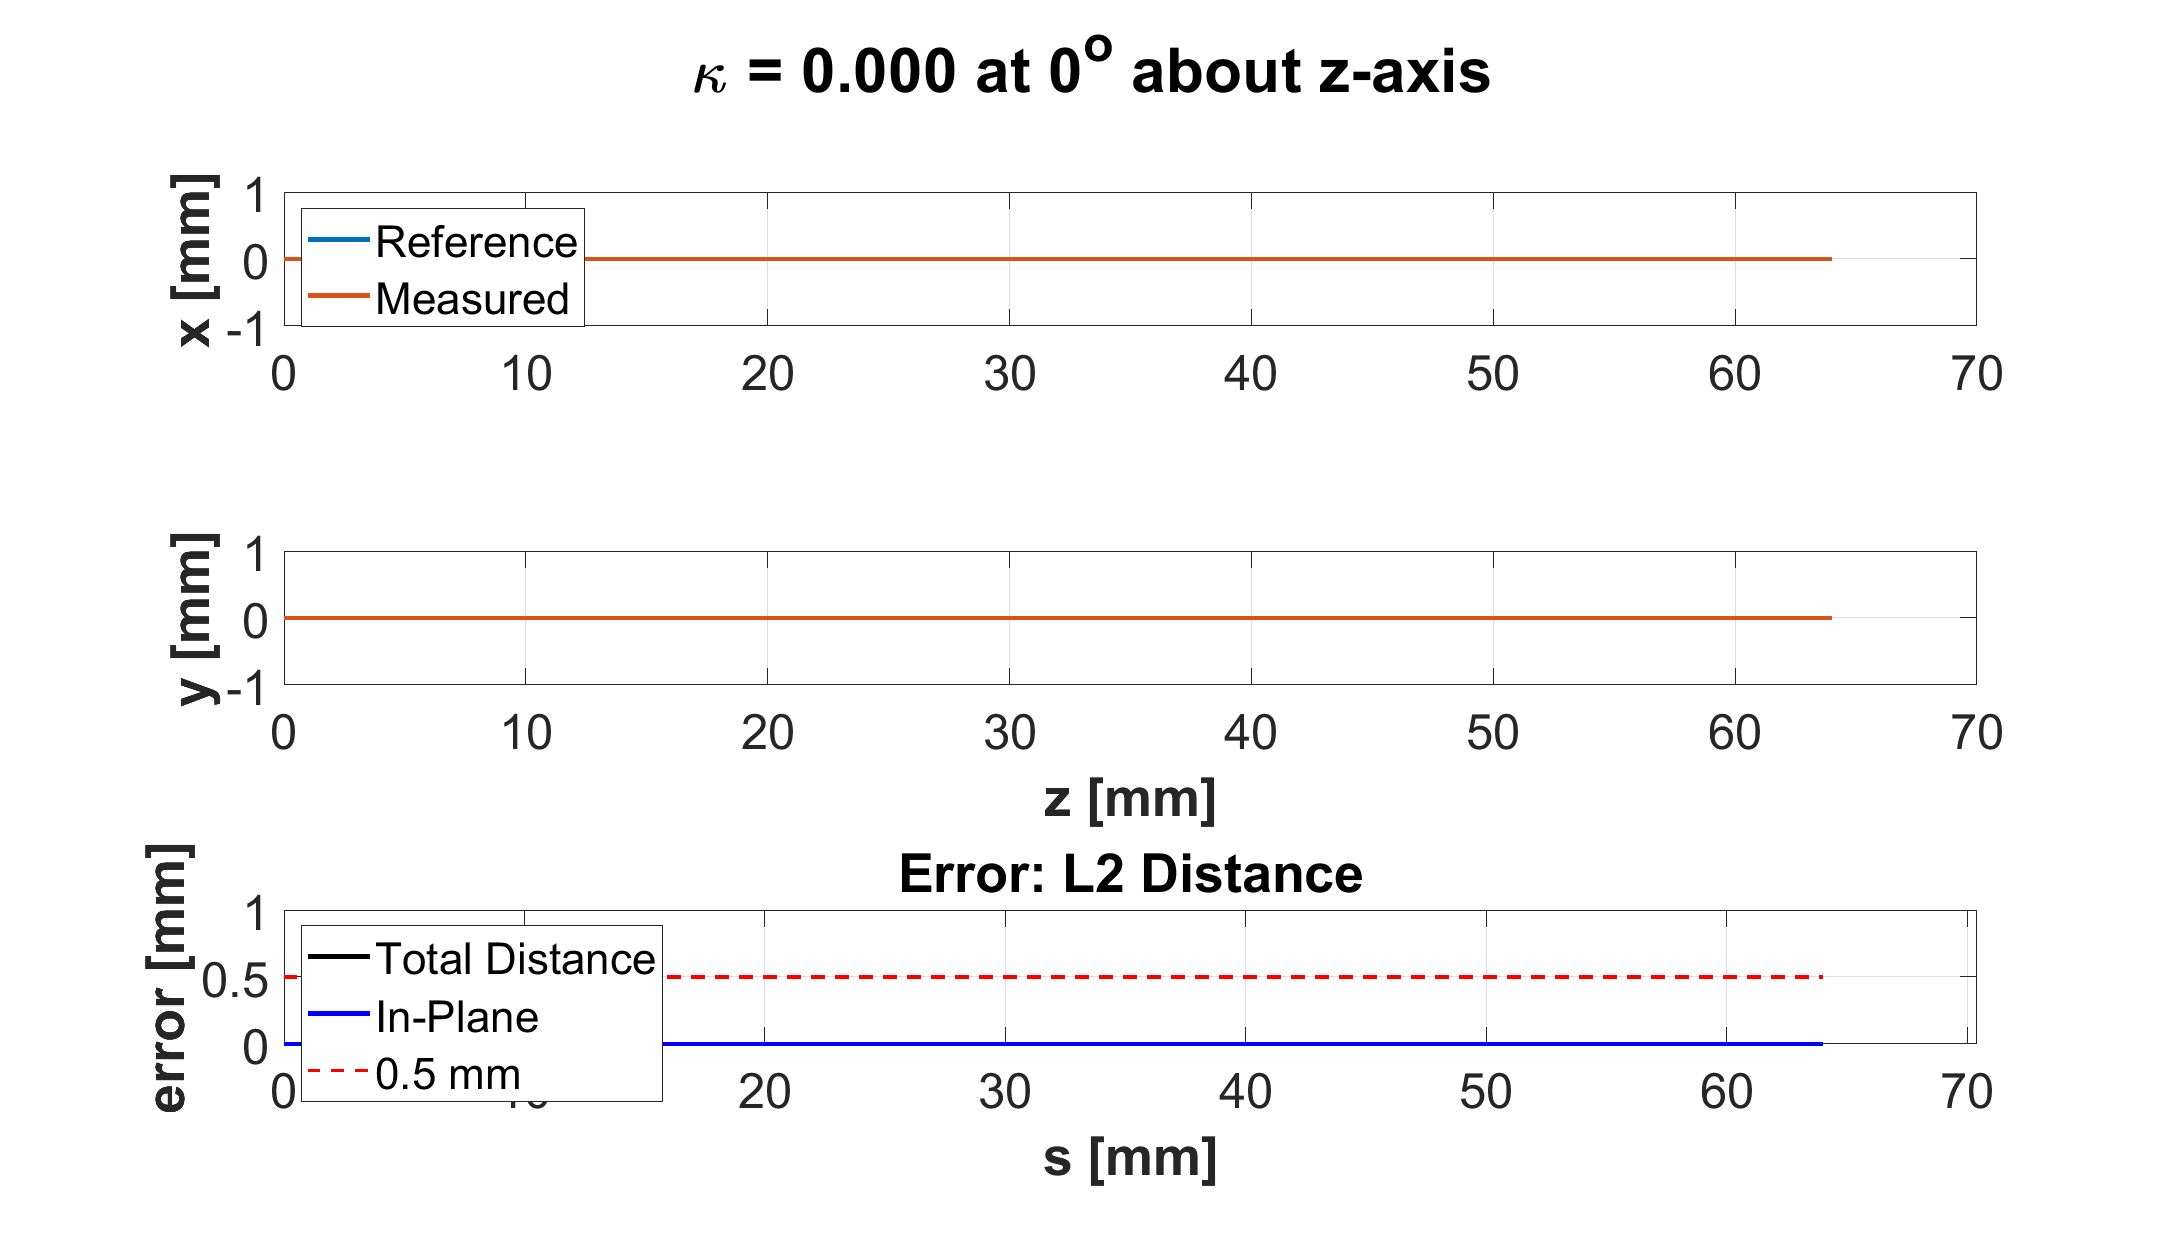 κ = 0.000 at 0º about z-axis
x [mm]
1
0
-1
Reference
Measured
0 10 20 30 40 50 60 70
y [mm]
1
0
-1
0 10 20 30 40 50 60 70
z [mm]
Error: L2 Distance
error [mm]
1
0.5
0
Total Distance
In-Plane
0.5 mm
0 20 30 40 50 60 70
s [mm]